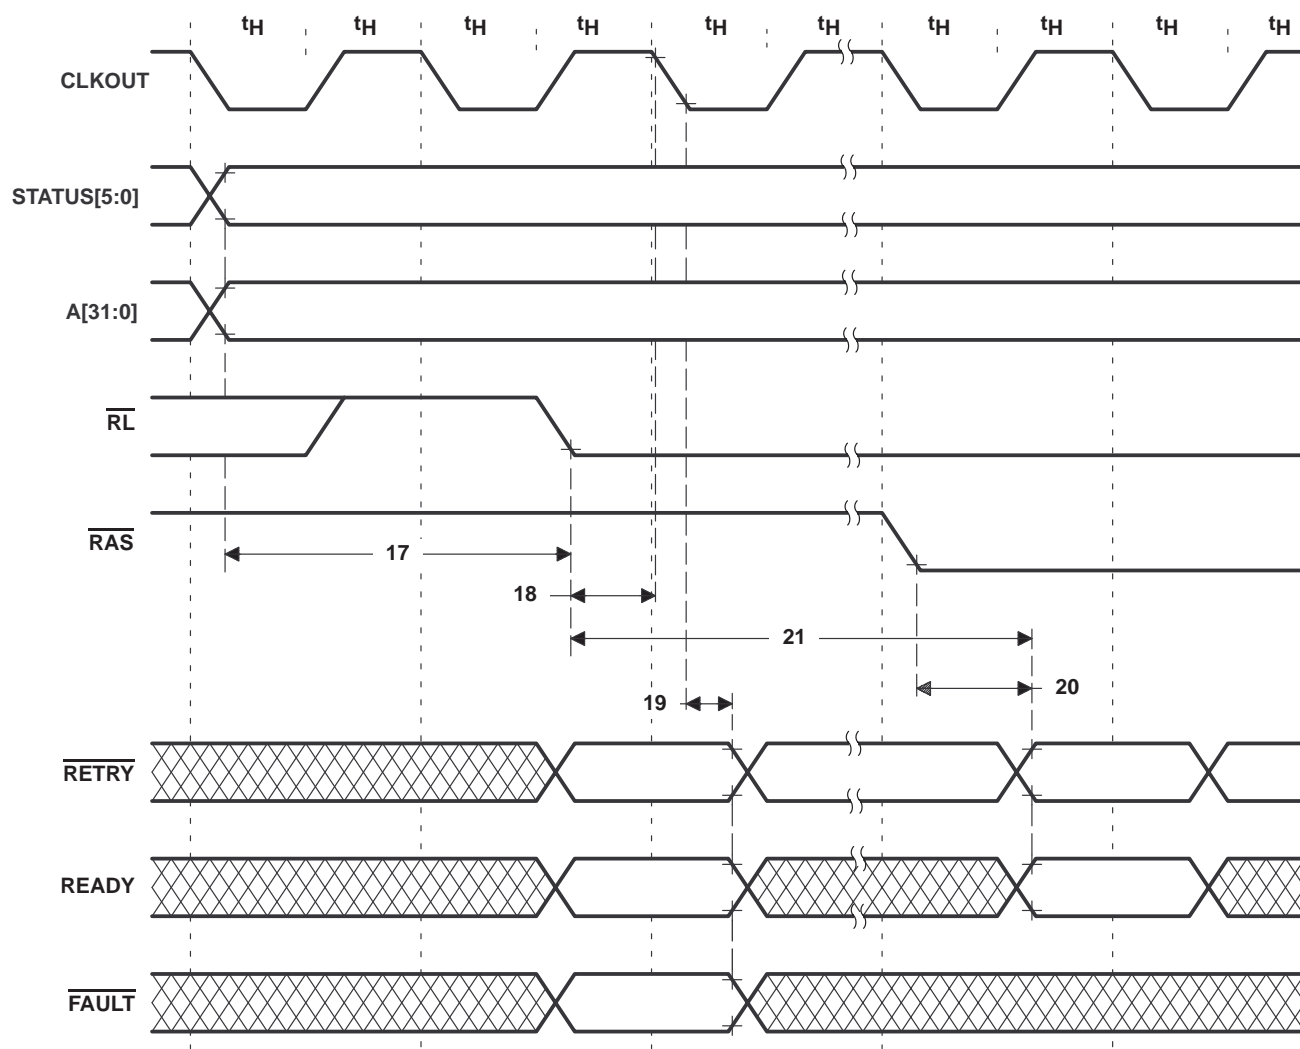 tH tH tH tH tH tH tH tH tH
CLKOUT
STATUS[5:0]
A[31:0]
RL
RAS
17
18
21
20
19
RETRY
READY
FAULT